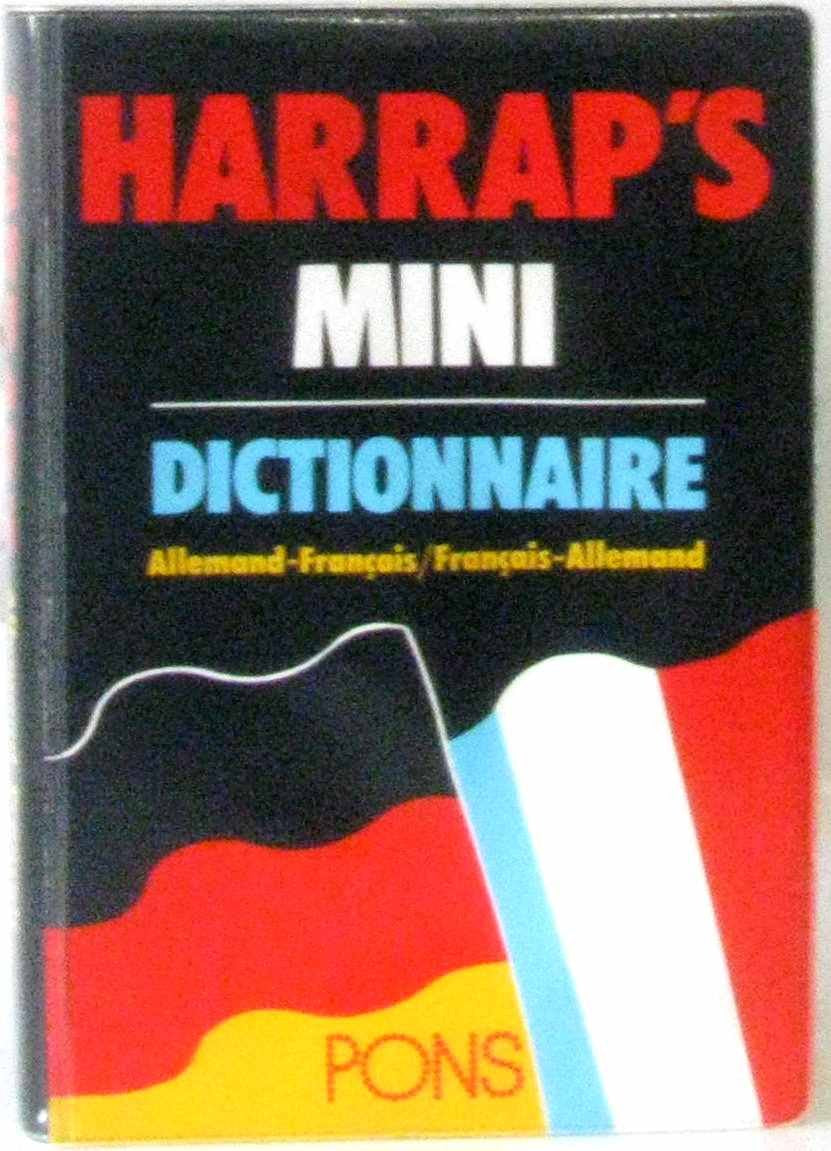 HARRAP'S
MINI
DICTIONNAIRE
Allemand-Français/Français-Allemand
PONS